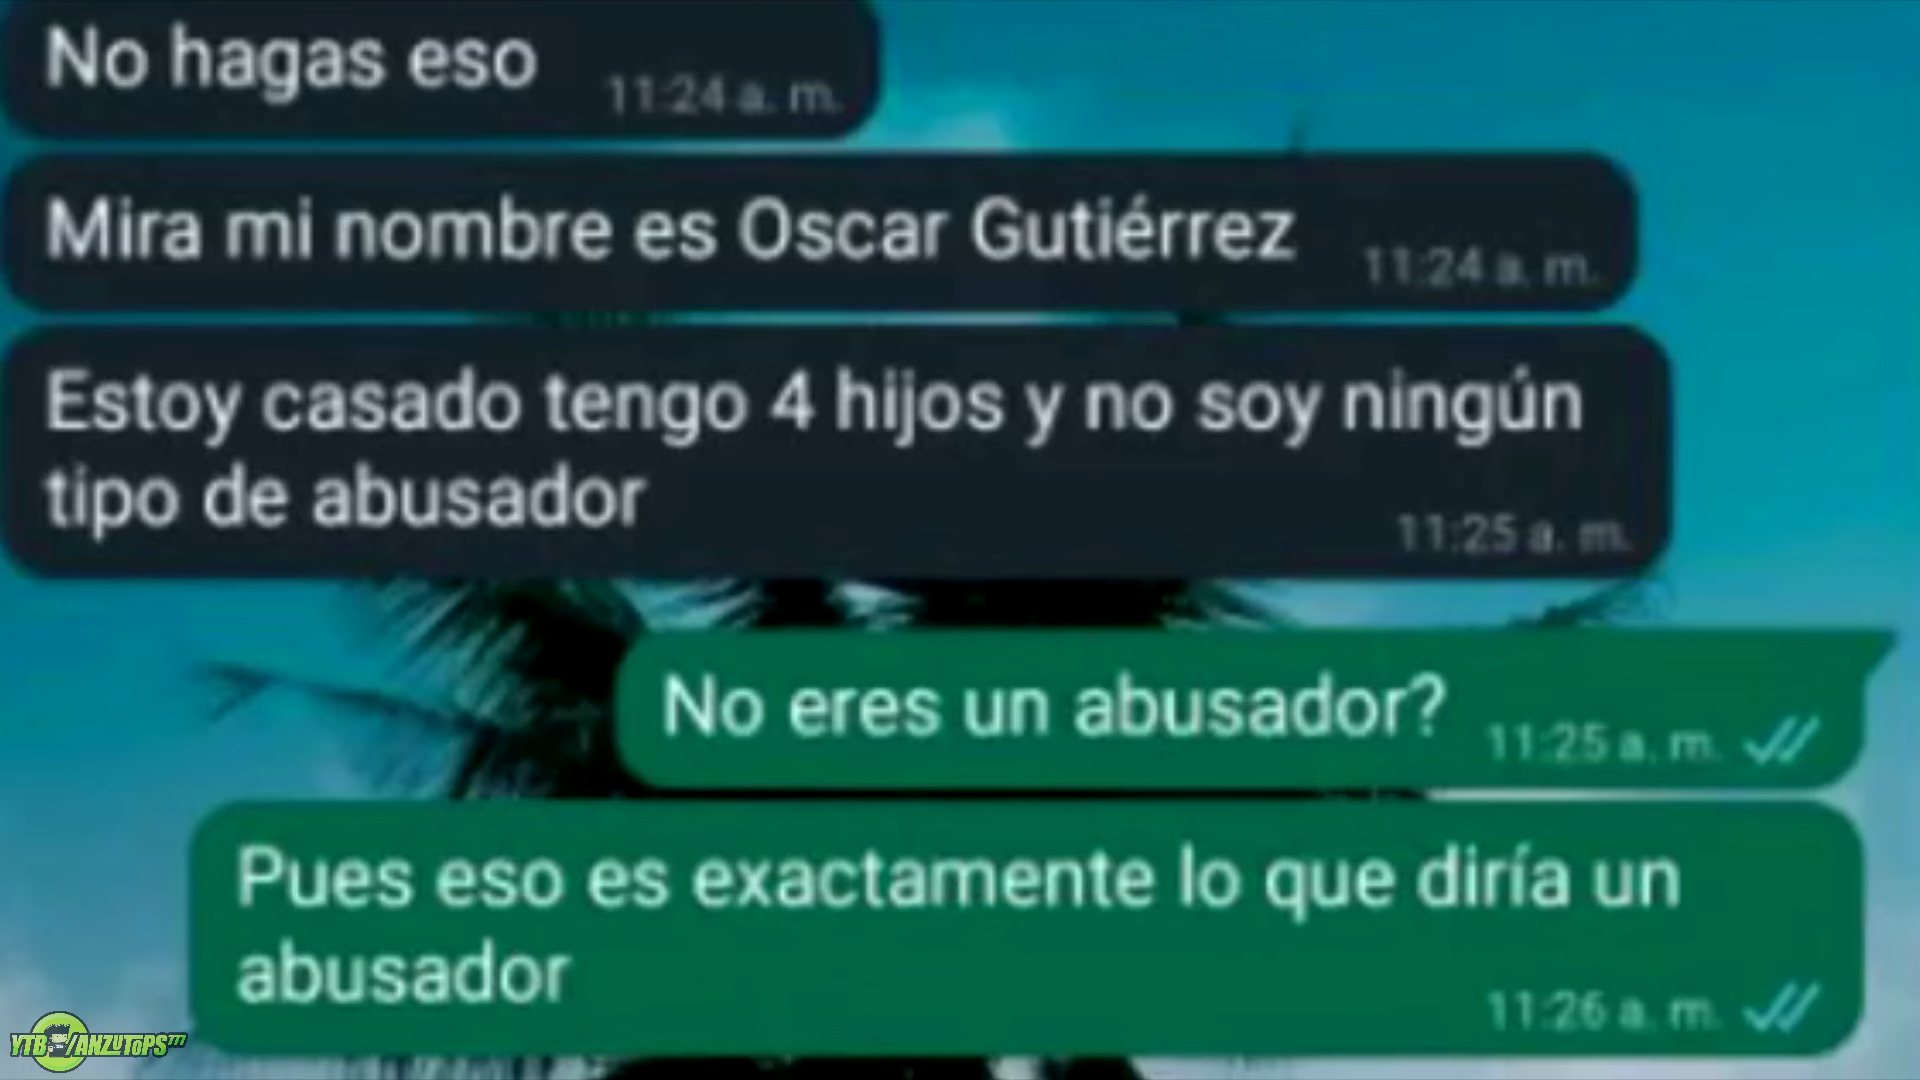 No hagas eso
11:24 a. m.
Mira mi nombre es Oscar Gutiérrez
11:24 a. m.
Estoy casado tengo 4 hijos y no soy ningún
tipo de abusador
11:25 a. m.
No eres un abusador?
11:25 a. m.
Pues eso es exactamente lo que diría un
abusador
11:26 a. m.
YTB/ANZUTOPS